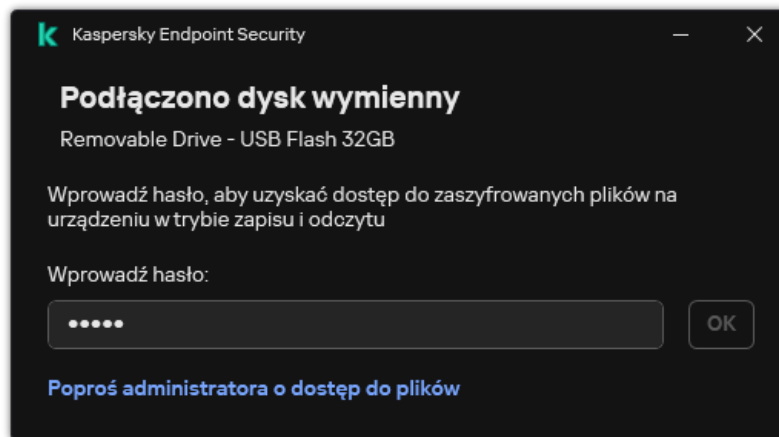 Kaspersky Endpoint Security
Podłączono dysk wymienny
Removable Drive - USB Flash 32GB
Wprowadź hasło, aby uzyskać dostęp do zaszyfrowanych plików na
urządzeniu w trybie zapisu i odczytu
Wprowadź hasło:
•••••
OK
Poproś administratora o dostęp do plików